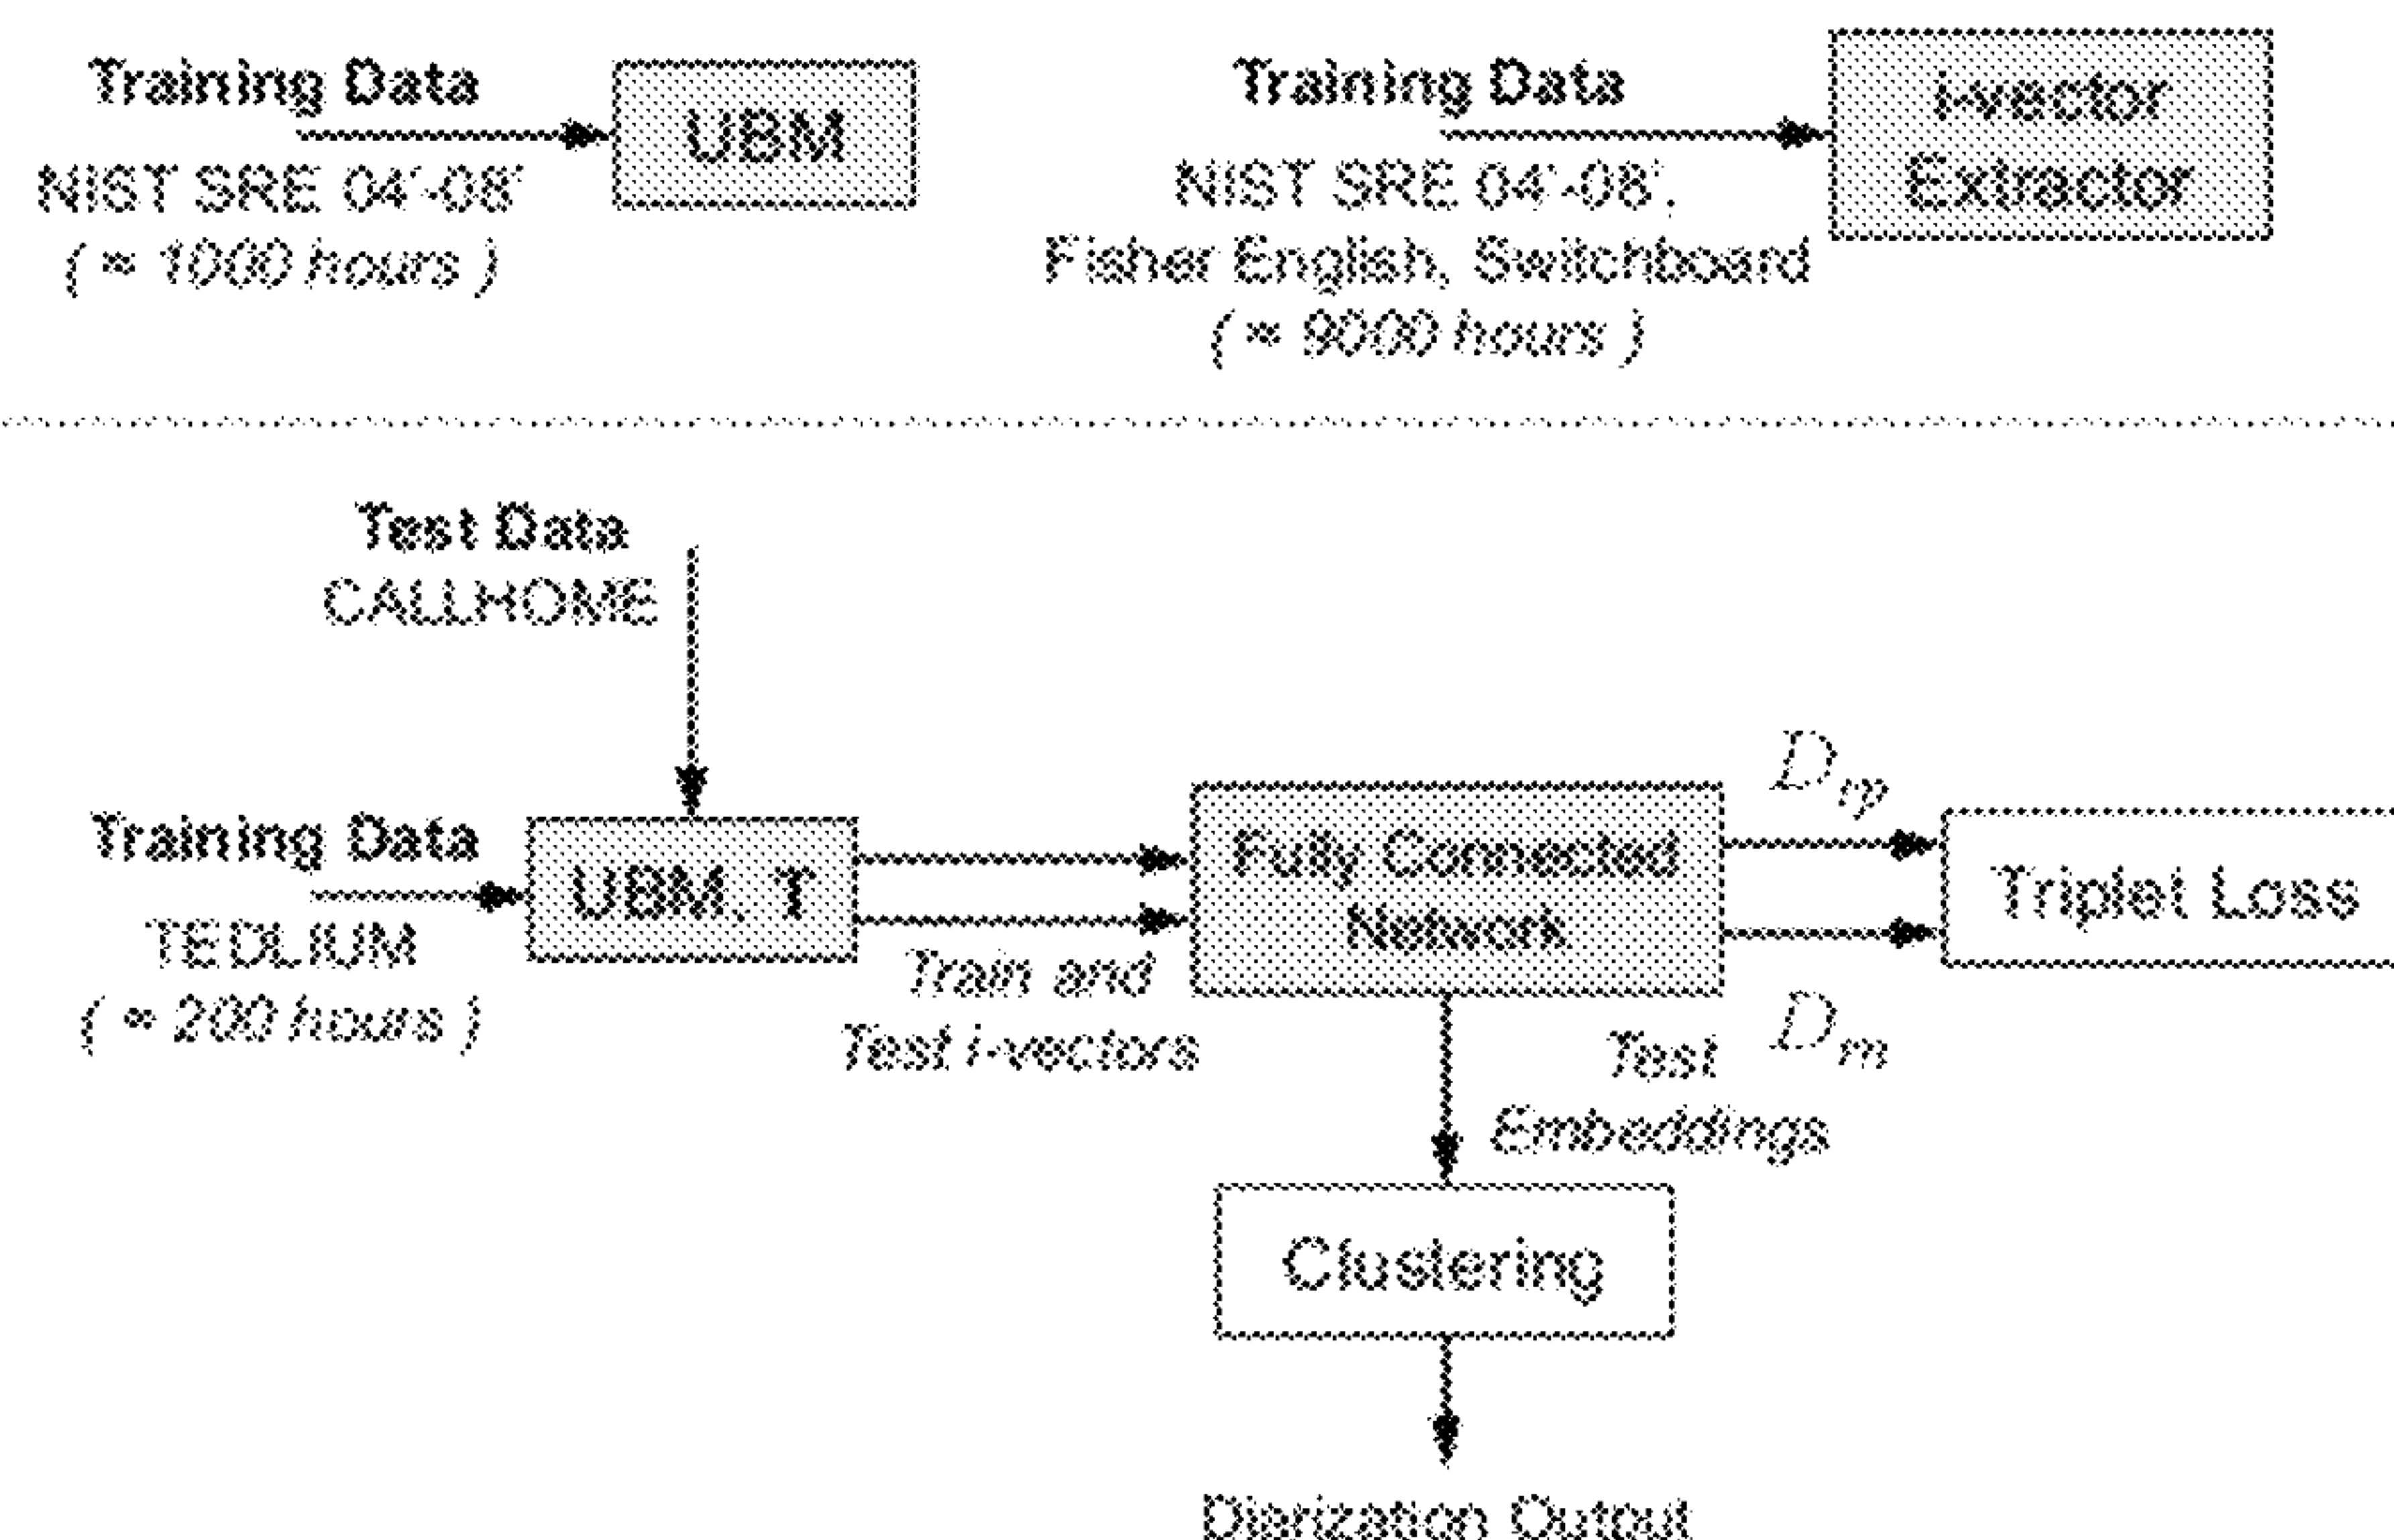 Training Data
UBM
NIST SRE 04'-08'
( ≈ 1000 hours )
Training Data
i-vector
Extractor
NIST SRE 04'-08',
Fisher English, Switchboard
( ≈ 9000 hours )
Test Data
CALLHOME
Training Data
TEDLIUM
( ≈ 200 hours )
UBM, T
Train and
Test i-vectors
Fully Connected
Network
D_rp
D_rn
Triplet Loss
Test
Embeddings
Clustering
Diarization Output